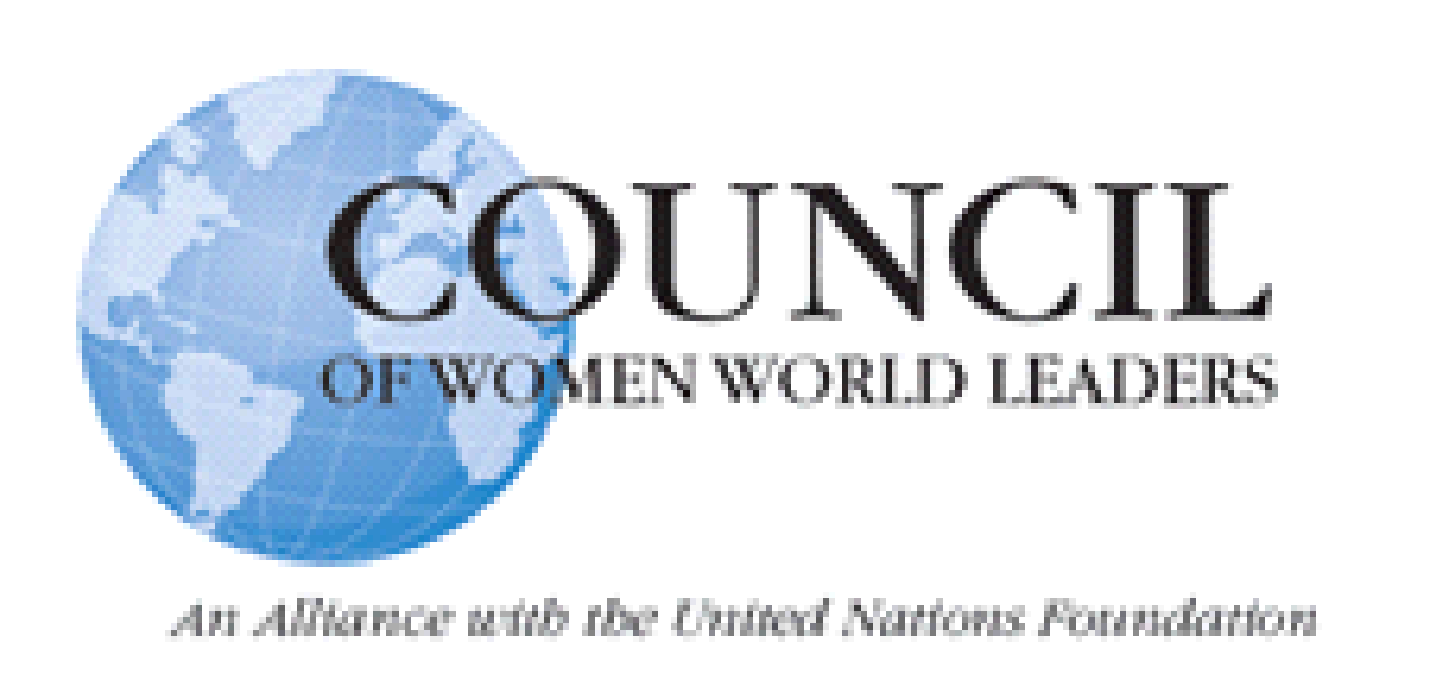 COUNCIL
OF WOMEN WORLD LEADERS
An Alliance with the United Nations Foundation